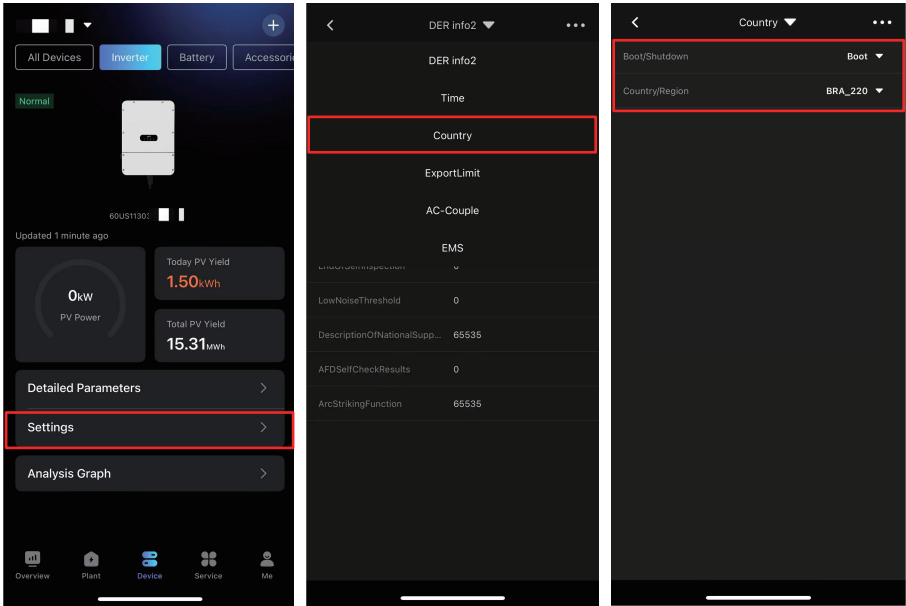 All Devices
Inverter
Battery
Normal
60US1130
Updated 1 minute ago
0kW
PV Power
Today PV Yield
1.50kWh
Total PV Yield
15.31MWh
Detailed Parameters
Settings
Analysis Graph
Overview
Plant
Device
Service
Me
DER info2
DER info2
Time
Country
ExportLimit
AC-Couple
EMS
LowNoiseThreshold 0
DescriptionOfNationalSupp... 65535
AFDSelfCheckResults 0
ArcStrikingFunction 65535
Country
Boot/Shutdown Boot
Country/Region BRA_220